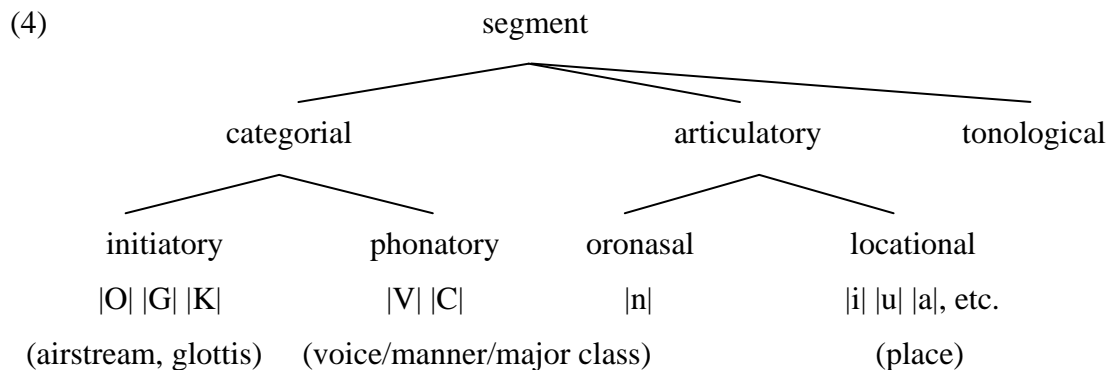 (4) segment
categorial articulatory tonological
initiatory phonatory oronasal locational
|O| |G| |K| |V| |C| |n| |i| |u| |a|, etc.
(airstream, glottis) (voice/manner/major class) (place)